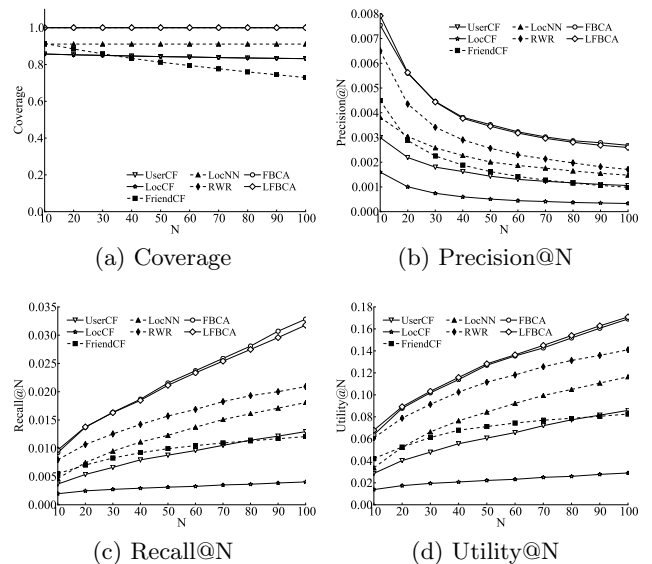 1.0
0.8
0.6
0.4
0.2
0.0
Coverage
UserCF LocNN FBCA
LocCF RWR LFBCA
FriendCF
10 20 30 40 50 60 70 80 90 100
N
(a) Coverage
0.008
0.007
0.006
0.005
0.004
0.003
0.002
0.001
0.000
Precision@N
UserCF LocNN FBCA
LocCF RWR LFBCA
FriendCF
10 20 30 40 50 60 70 80 90 100
N
(b) Precision@N
0.035
0.030
0.025
0.020
0.015
0.010
0.005
0.000
Recall@N
UserCF LocNN FBCA
LocCF RWR LFBCA
FriendCF
10 20 30 40 50 60 70 80 90 100
N
(c) Recall@N
0.18
0.16
0.14
0.12
0.10
0.08
0.06
0.04
0.02
0.00
Utility@N
UserCF LocNN FBCA
LocCF RWR LFBCA
FriendCF
10 20 30 40 50 60 70 80 90 100
N
(d) Utility@N